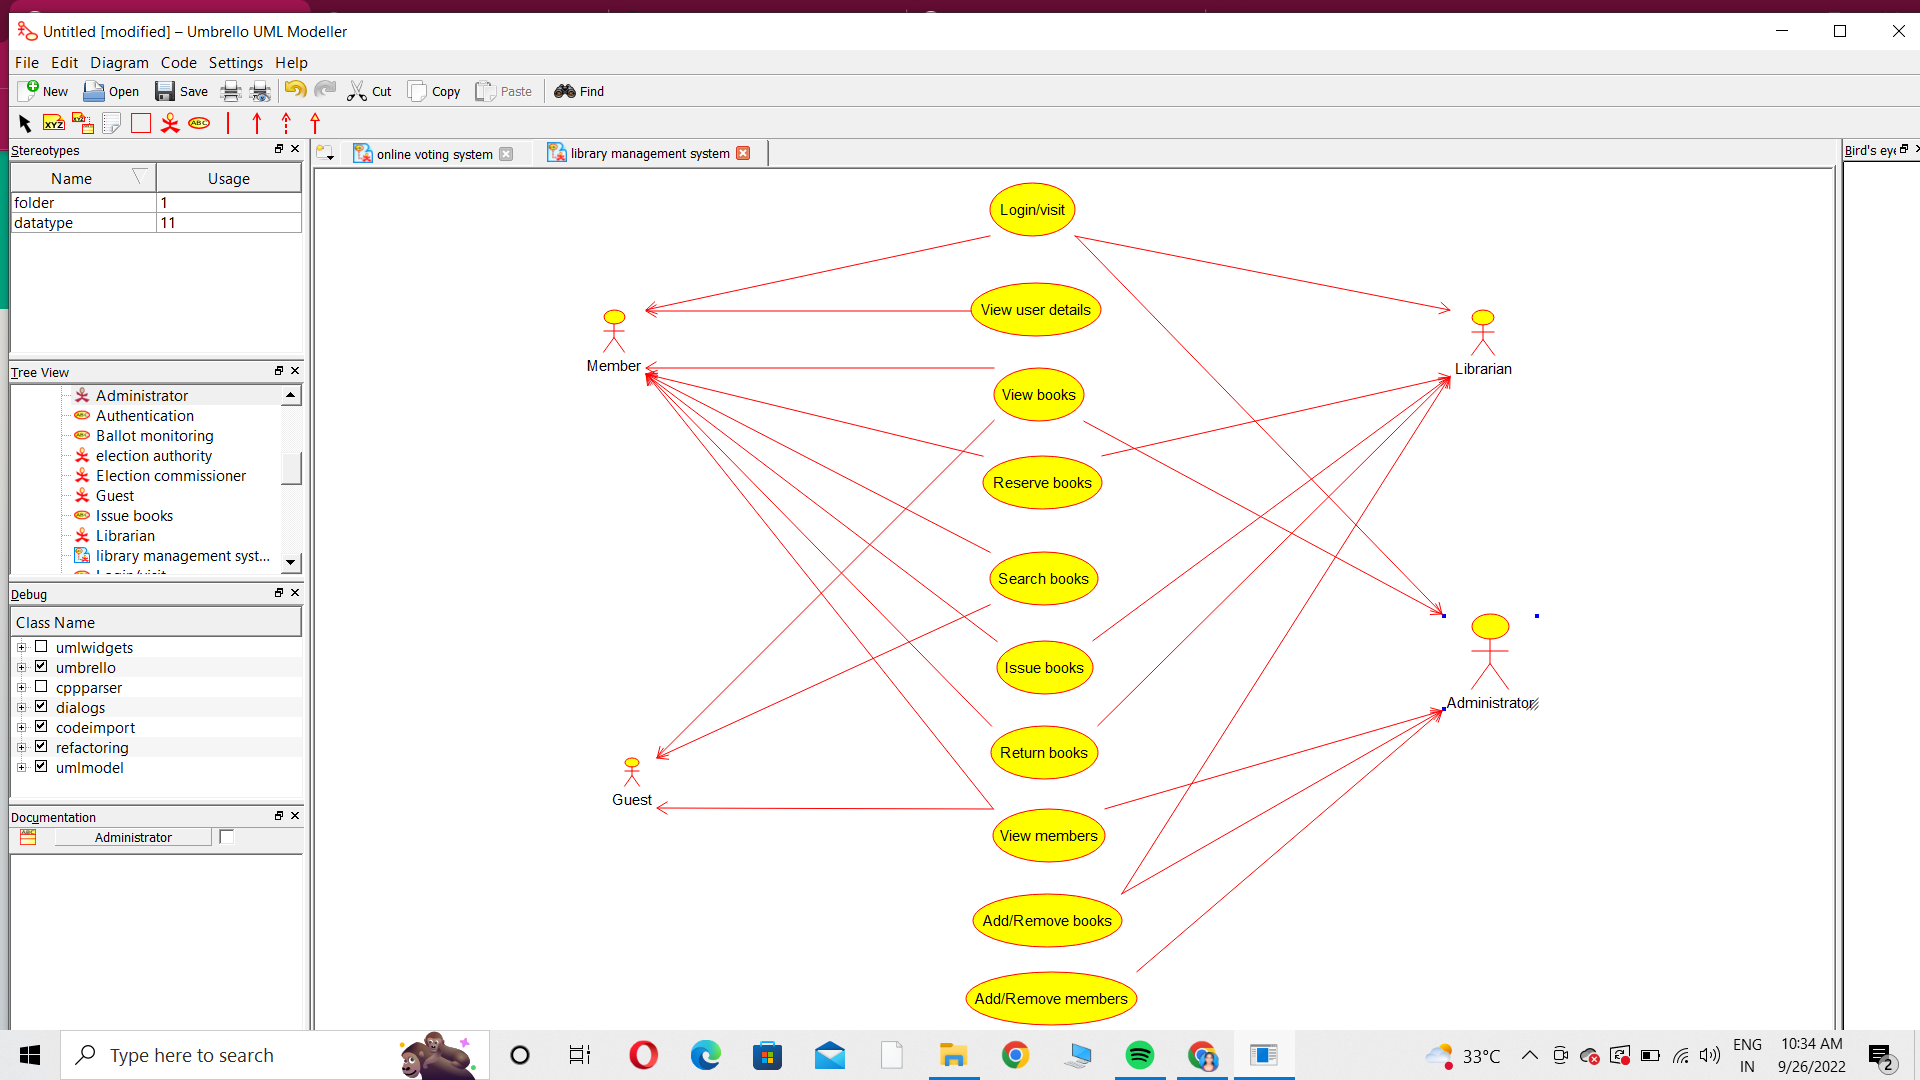 Untitled [modified] – Umbrello UML Modeller
File Edit Diagram Code Settings Help
New Open Save Cut Copy Paste Find
XYZ XYZ ABC
Stereotypes
Name Usage
folder 1
datatype 11
Tree View
Administrator
Authentication
Ballot monitoring
election authority
Election commissioner
Guest
Issue books
Librarian
library management syst...
Login/visit
Debug
Class Name
umlwidgets
umbrello
cppparser
dialogs
codeimport
refactoring
umlmodel
Documentation
Administrator
online voting system
library management system
Bird's eye
Login/visit
View user details
Member
Librarian
View books
Reserve books
Search books
Issue books
Administrator
Return books
Guest
View members
Add/Remove books
Add/Remove members
Type here to search
33°C
ENG
IN
10:34 AM
9/26/2022
2